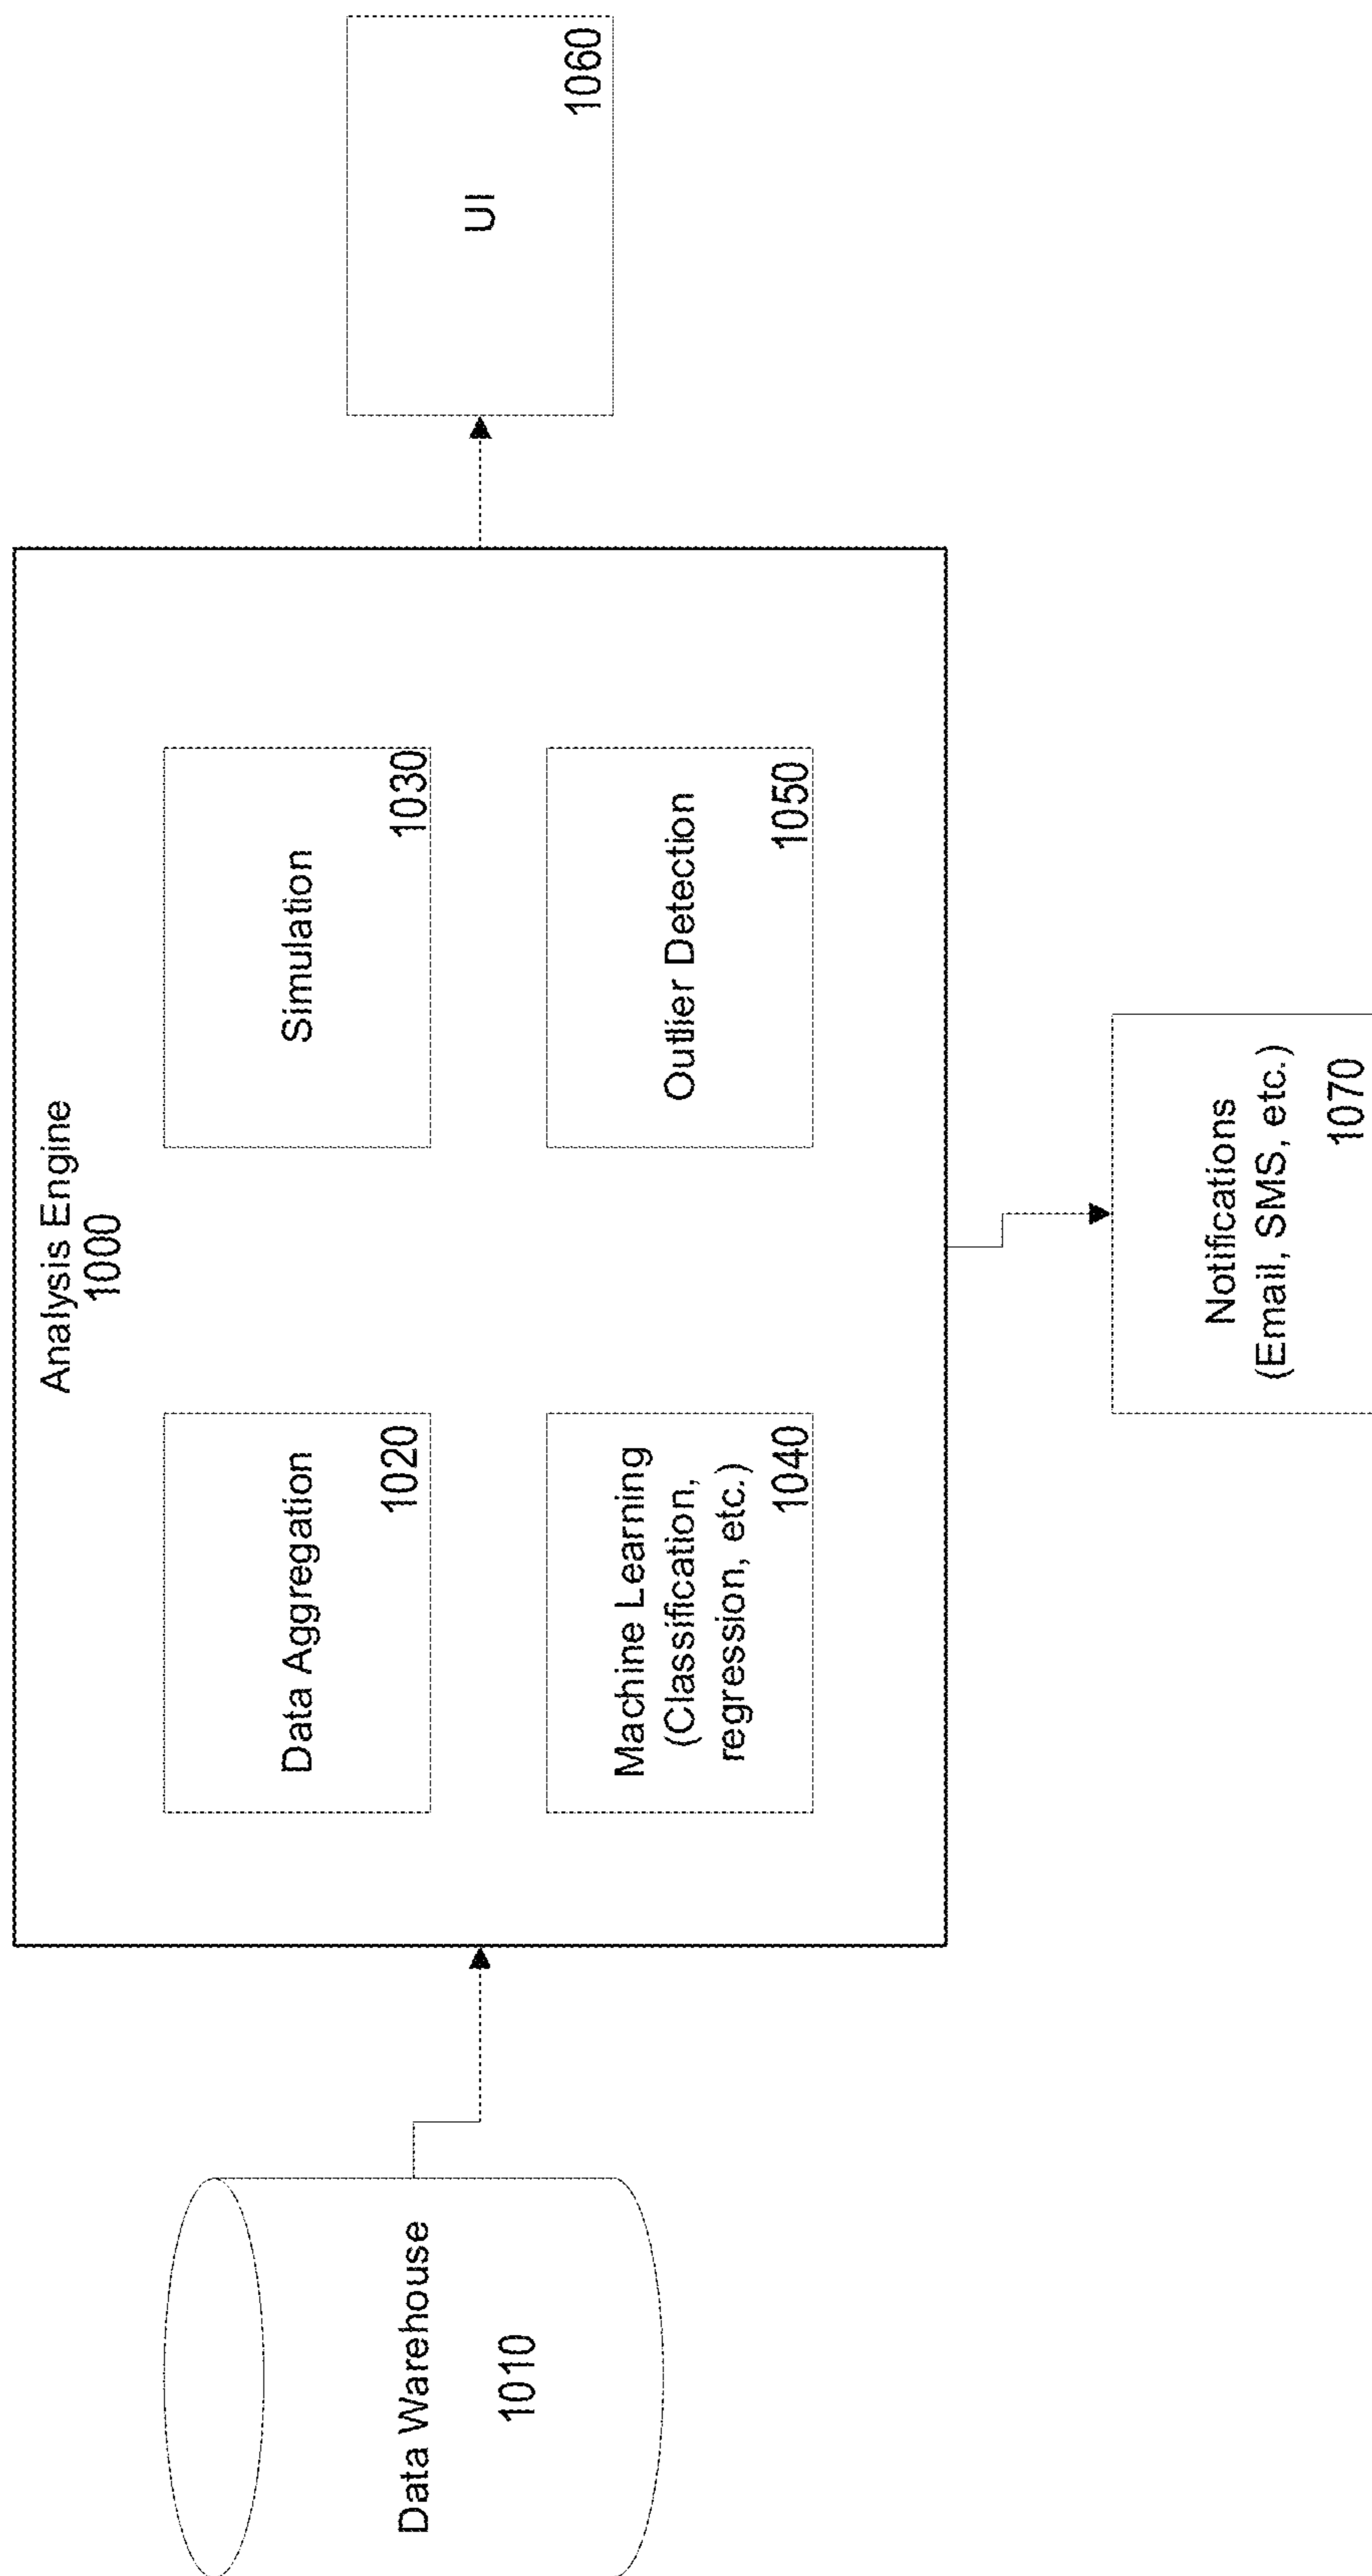 Analysis Engine
1000
Data Warehouse
1010
Data Aggregation
1020
Simulation
1030
Machine Learning
(Classification,
regression, etc.)
1040
Outlier Detection
1050
UI
1060
Notifications
(Email, SMS, etc.)
1070